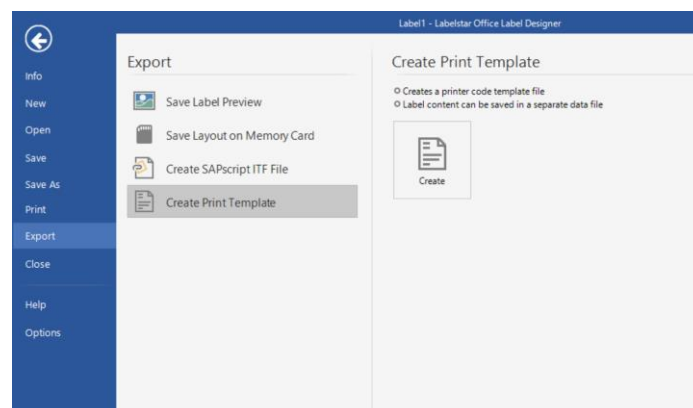 Label1 - Labelstar Office Label Designer
Info
New
Open
Save
Save As
Print
Export
Close
Help
Options
Export
Save Label Preview
Save Layout on Memory Card
Create SAPscript ITF File
Create Print Template
Create Print Template
Creates a printer code template file
Label content can be saved in a separate data file
Create